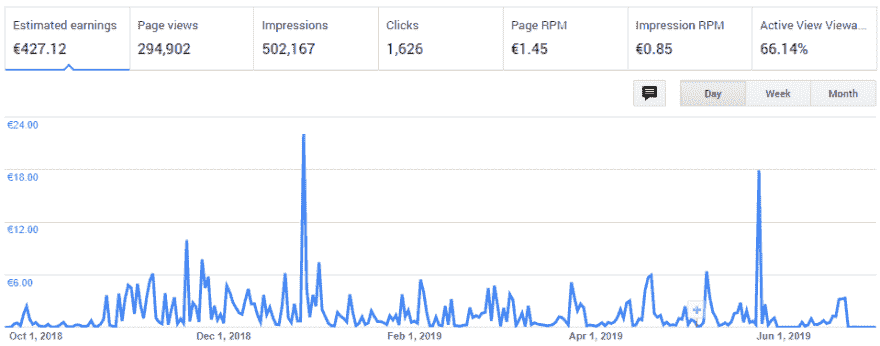 Estimated earnings Page views Impressions Clicks Page RPM Impression RPM Active View Viewa...
€427.12 294,902 502,167 1,626 €1.45 €0.85 66.14%
Day Week Month
€24.00
€18.00
€12.00
€6.00
Oct 1, 2018 Dec 1, 2018 Feb 1, 2019 Apr 1, 2019 Jun 1, 2019